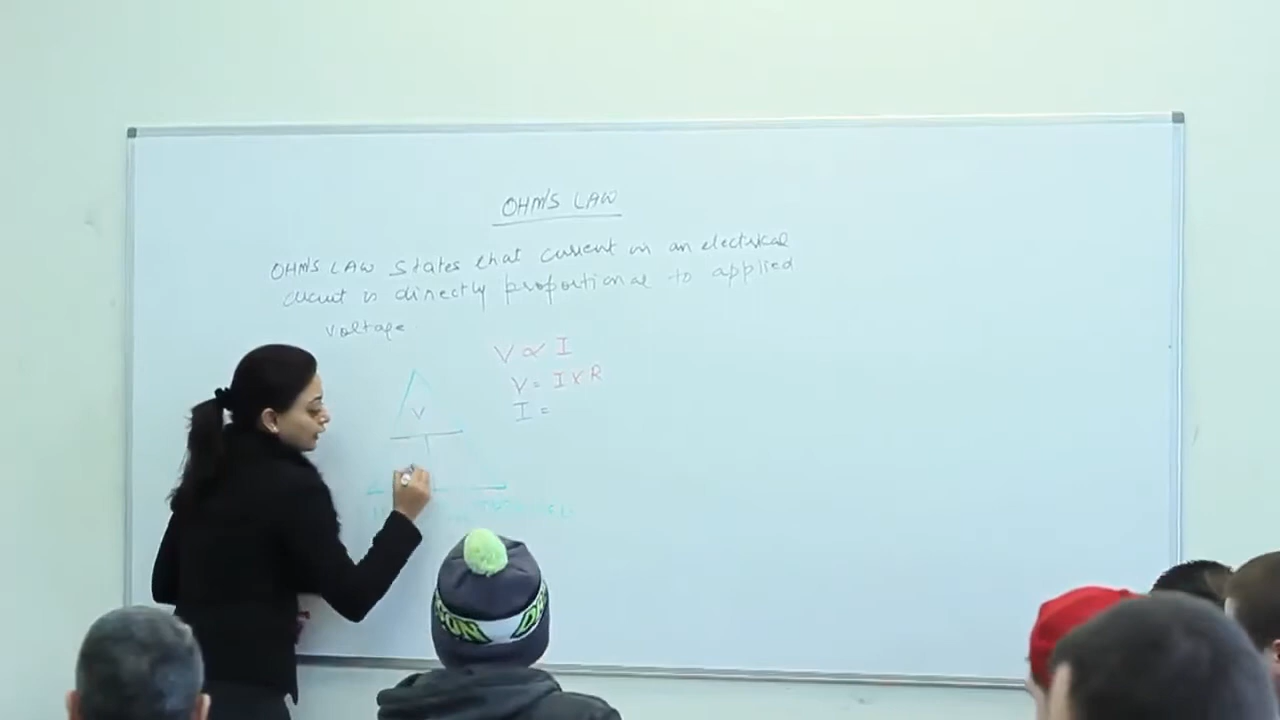 OHM'S LAW
OHM'S LAW states that current in an electrical
circuit is directly proportional to applied
voltage
V ∝ I
V = I x R
I =
V